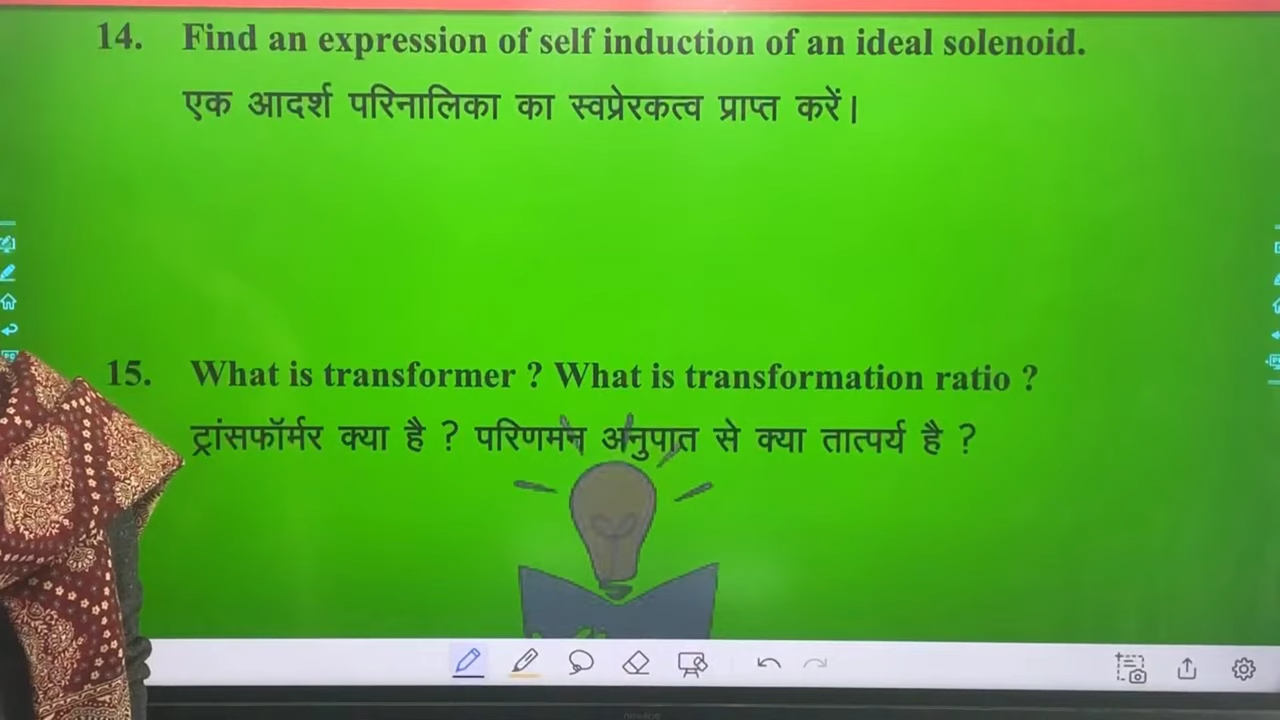 14. Find an expression of self induction of an ideal solenoid.
एक आदर्श परिनालिका का स्वप्रेरकत्व प्राप्त करें।
15. What is transformer ? What is transformation ratio ?
ट्रांसफॉर्मर क्या है ? परिणमन अनुपात से क्या तात्पर्य है ?